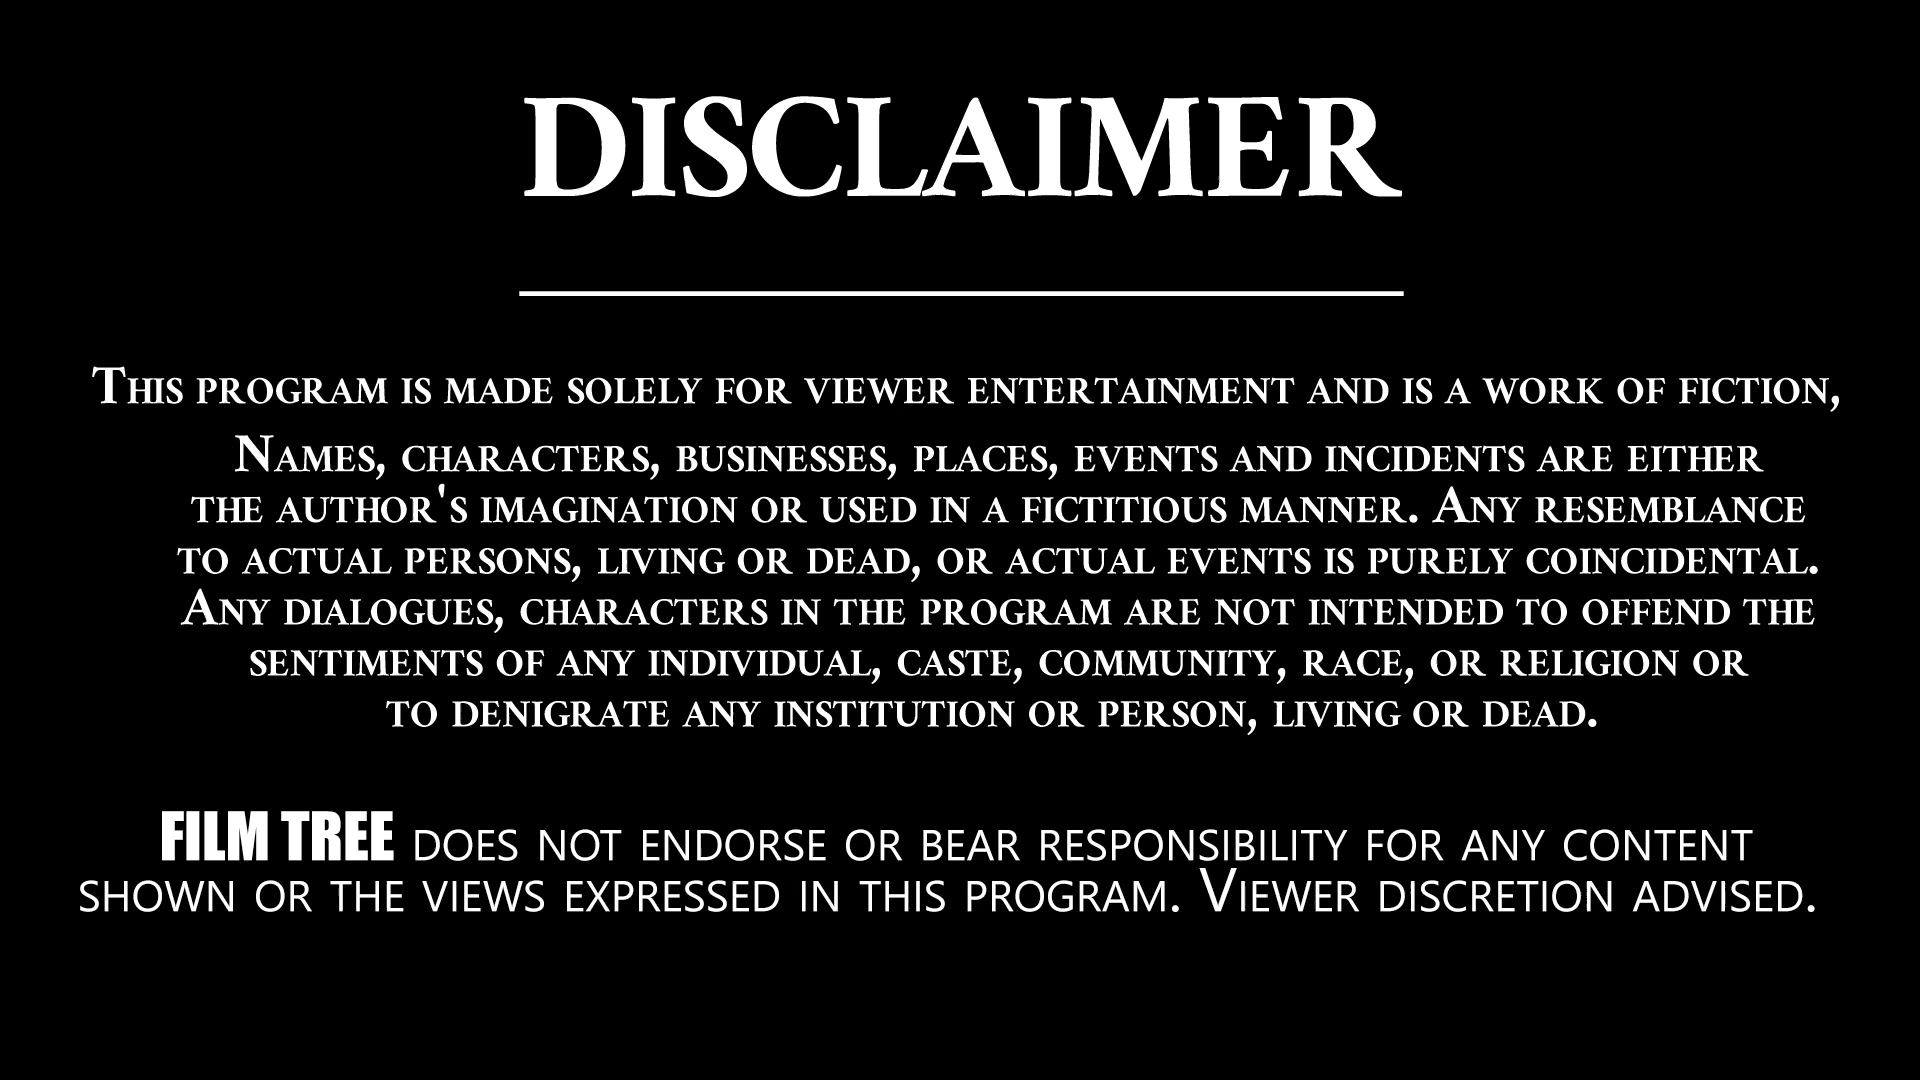 DISCLAIMER
This program is made solely for viewer entertainment and is a work of fiction,
Names, characters, businesses, places, events and incidents are either
the author's imagination or used in a fictitious manner. Any resemblance
to actual persons, living or dead, or actual events is purely coincidental.
Any dialogues, characters in the program are not intended to offend the
sentiments of any individual, caste, community, race, or religion or
to denigrate any institution or person, living or dead.
FILM TREE does not endorse or bear responsibility for any content
shown or the views expressed in this program. Viewer discretion advised.